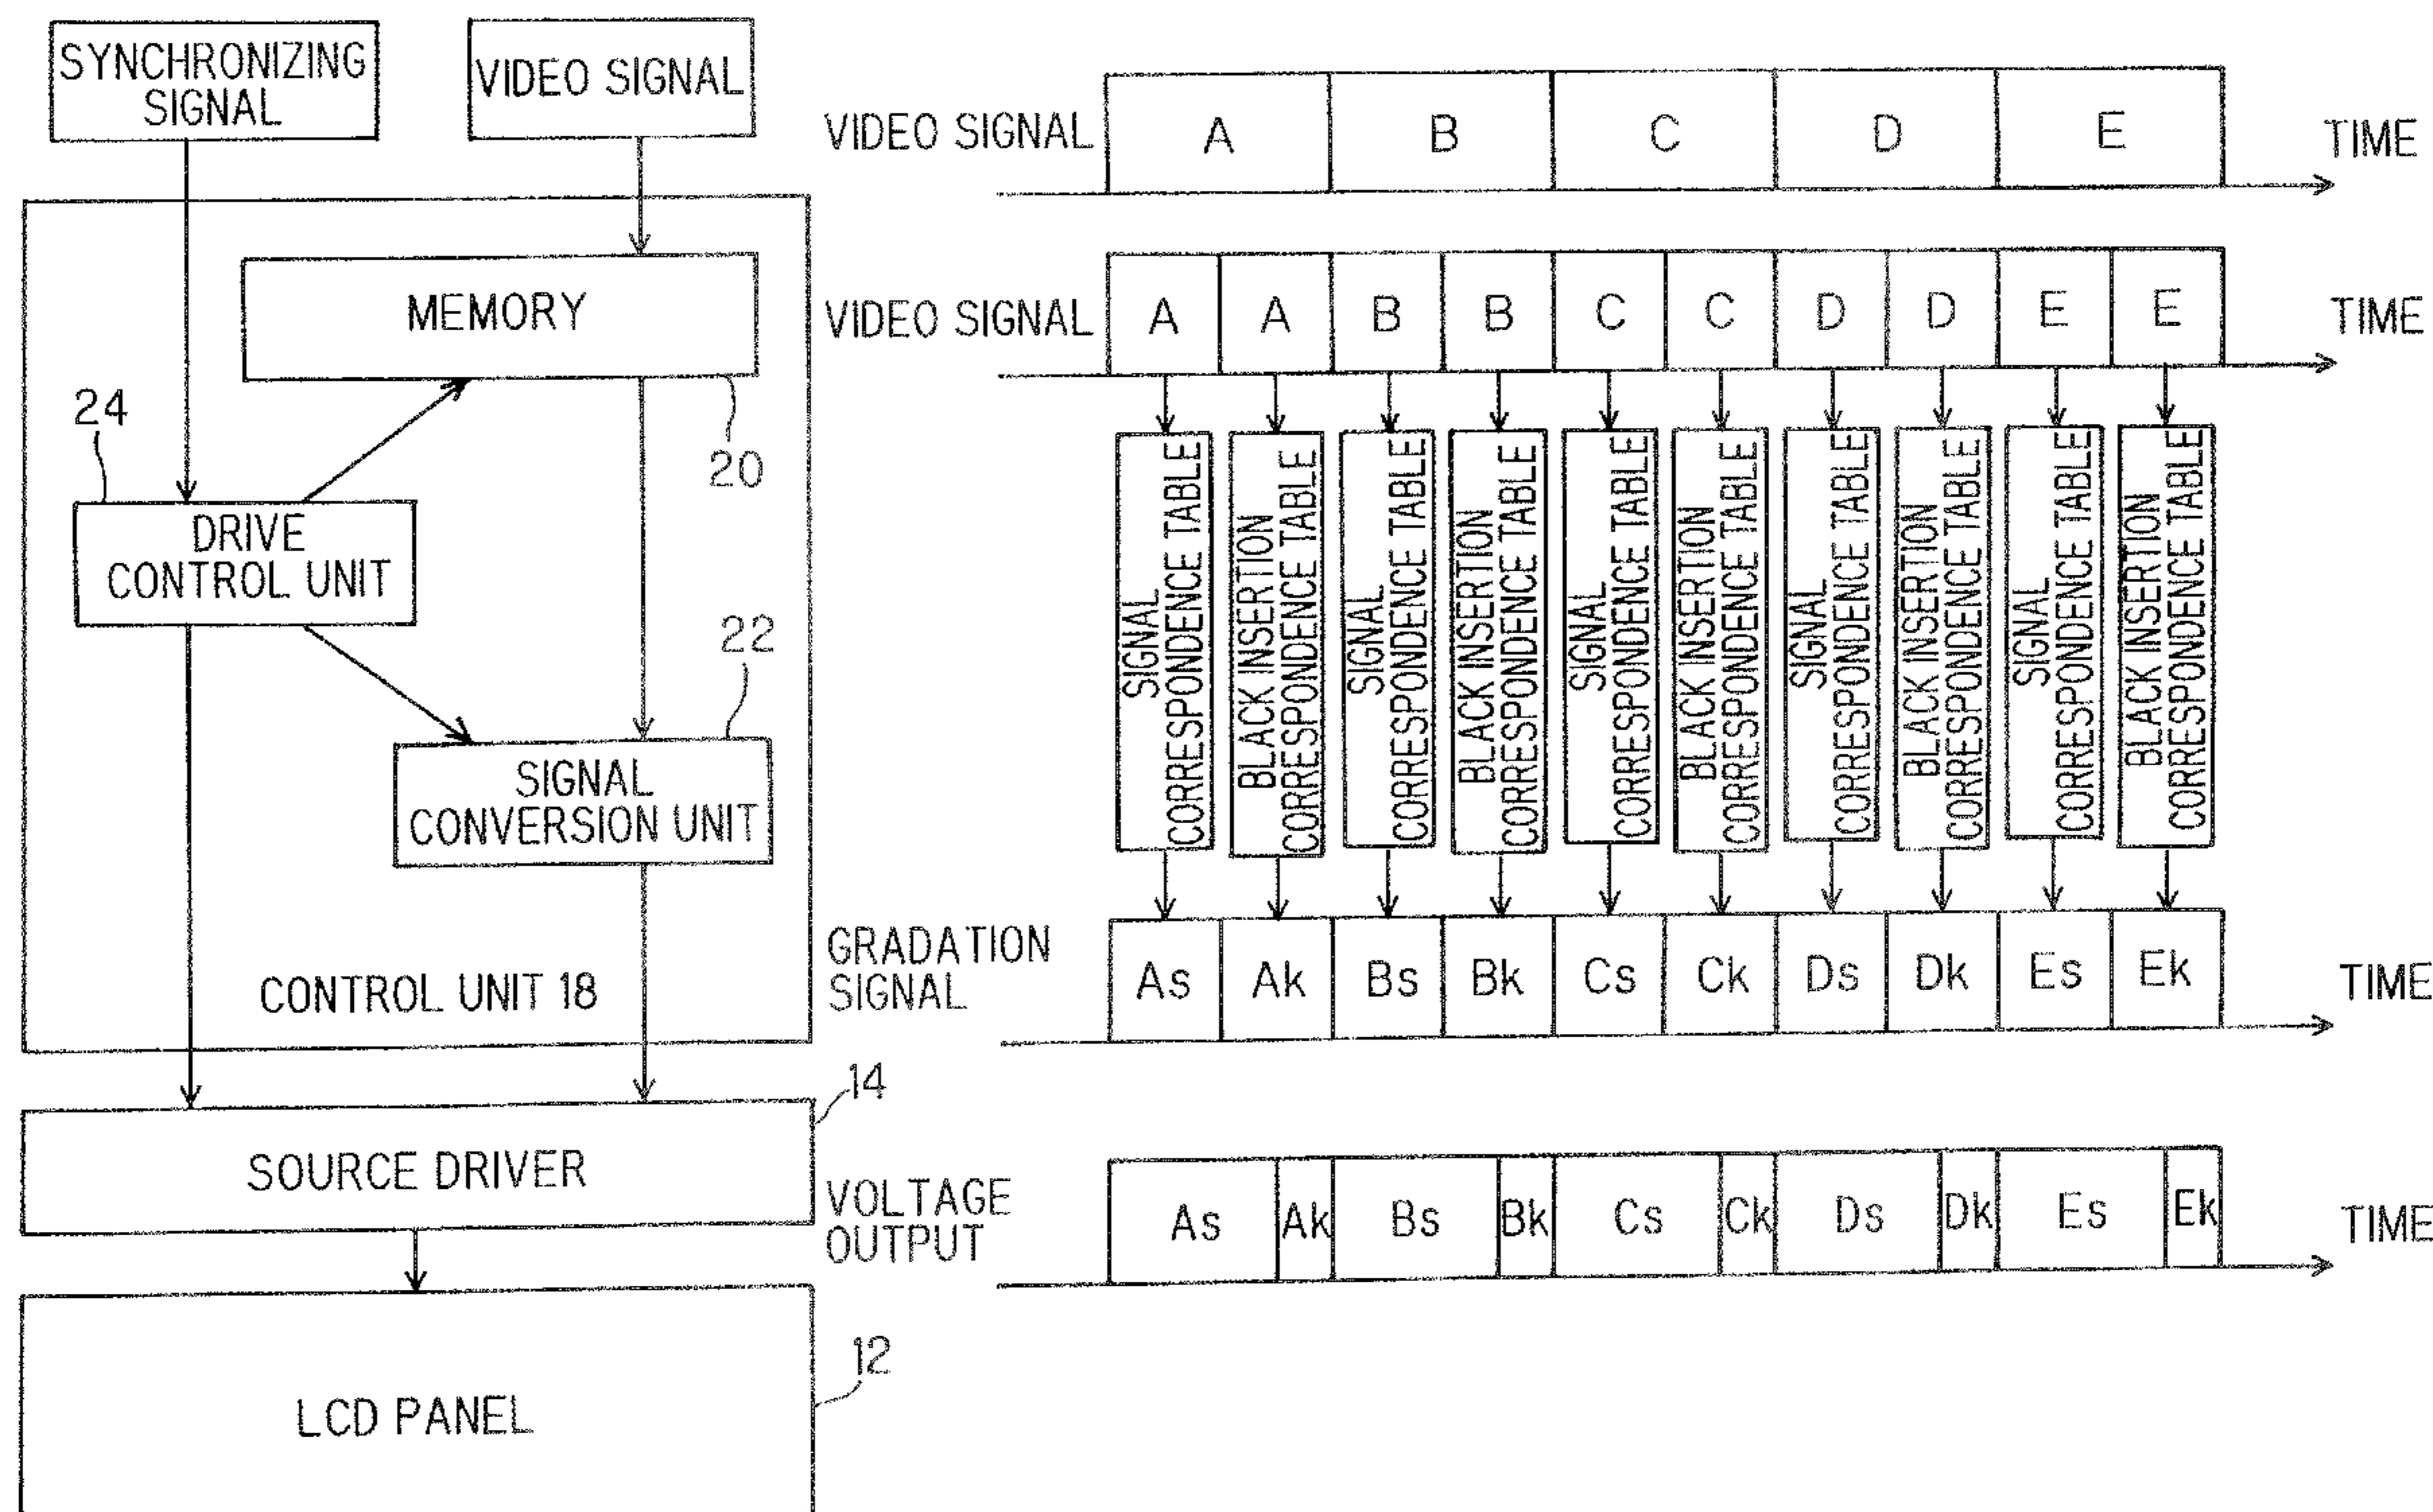 SYNCHRONIZING
SIGNAL
VIDEO SIGNAL
MEMORY
20
24
DRIVE
CONTROL UNIT
22
SIGNAL
CONVERSION UNIT
CONTROL UNIT 18
14
SOURCE DRIVER
12
LCD PANEL
VIDEO SIGNAL
A B C D E
TIME
VIDEO SIGNAL
A A B B C C D D E E
TIME
SIGNAL
CORRESPONDENCE TABLE
BLACK INSERTION
CORRESPONDENCE TABLE
SIGNAL
CORRESPONDENCE TABLE
BLACK INSERTION
CORRESPONDENCE TABLE
SIGNAL
CORRESPONDENCE TABLE
BLACK INSERTION
CORRESPONDENCE TABLE
SIGNAL
CORRESPONDENCE TABLE
BLACK INSERTION
CORRESPONDENCE TABLE
SIGNAL
CORRESPONDENCE TABLE
BLACK INSERTION
CORRESPONDENCE TABLE
GRADATION
SIGNAL
As Ak Bs Bk Cs Ck Ds Dk Es Ek
TIME
VOLTAGE
OUTPUT
As Ak Bs Bk Cs Ck Ds Dk Es Ek
TIME